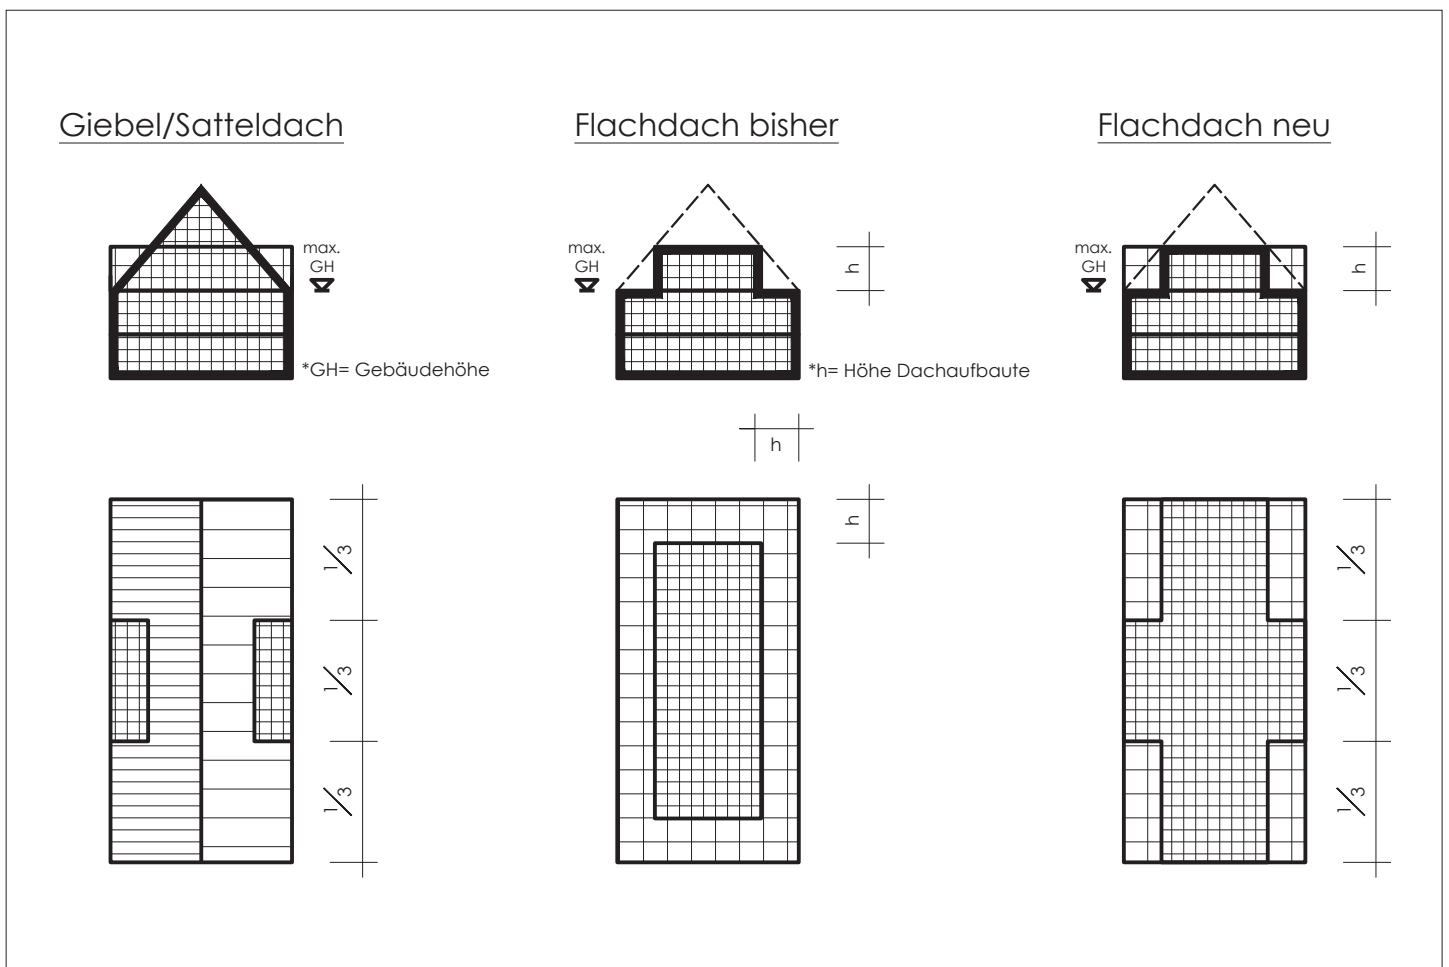 Giebel/Satteldach
Flachdach bisher
Flachdach neu
max.
GH
max.
GH
h
max.
GH
h
*GH= Gebäudehöhe
*h= Höhe Dachaufbaute
h
h
1/3
1/3
1/3
1/3
1/3
1/3